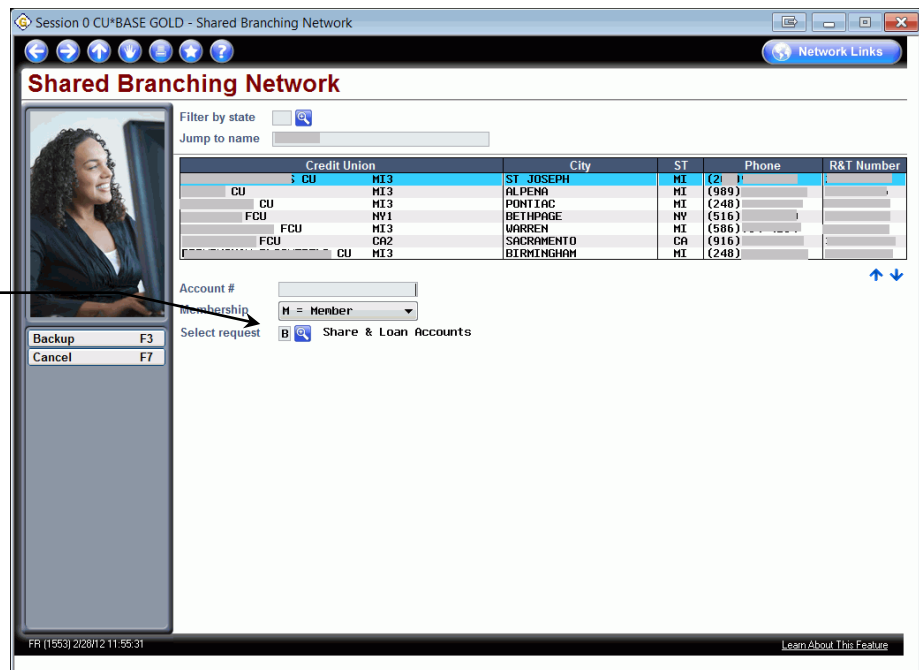 Session 0 CU*BASE GOLD - Shared Branching Network
Network Links
Shared Branching Network
Filter by state
Jump to name
Credit Union City ST Phone R&T Number
CU MI3 ST JOSEPH MI (2
CU MI3 ALPENA MI (989)
CU MI3 PONTIAC MI (248)
FCU NY1 BETHPAGE NY (516)
FCU MI3 WARREN MI (586)
FCU CA2 SACRAMENTO CA (916)
CU MI3 BIRMINGHAM MI (248)
Account #
Membership M = Member
Select request B Share & Loan Accounts
Backup F3
Cancel F7
FR (1553) 2/28/12 11:55:31 Learn About This Feature